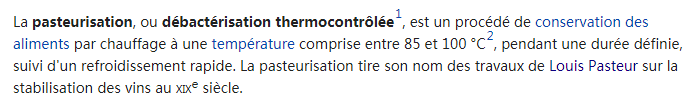 La pasteurisation, ou débactérisation thermocontrôlée1, est un procédé de conservation des
aliments par chauffage à une température comprise entre 85 et 100 °C2, pendant une durée définie,
suivi d'un refroidissement rapide. La pasteurisation tire son nom des travaux de Louis Pasteur sur la
stabilisation des vins au XIXe siècle.